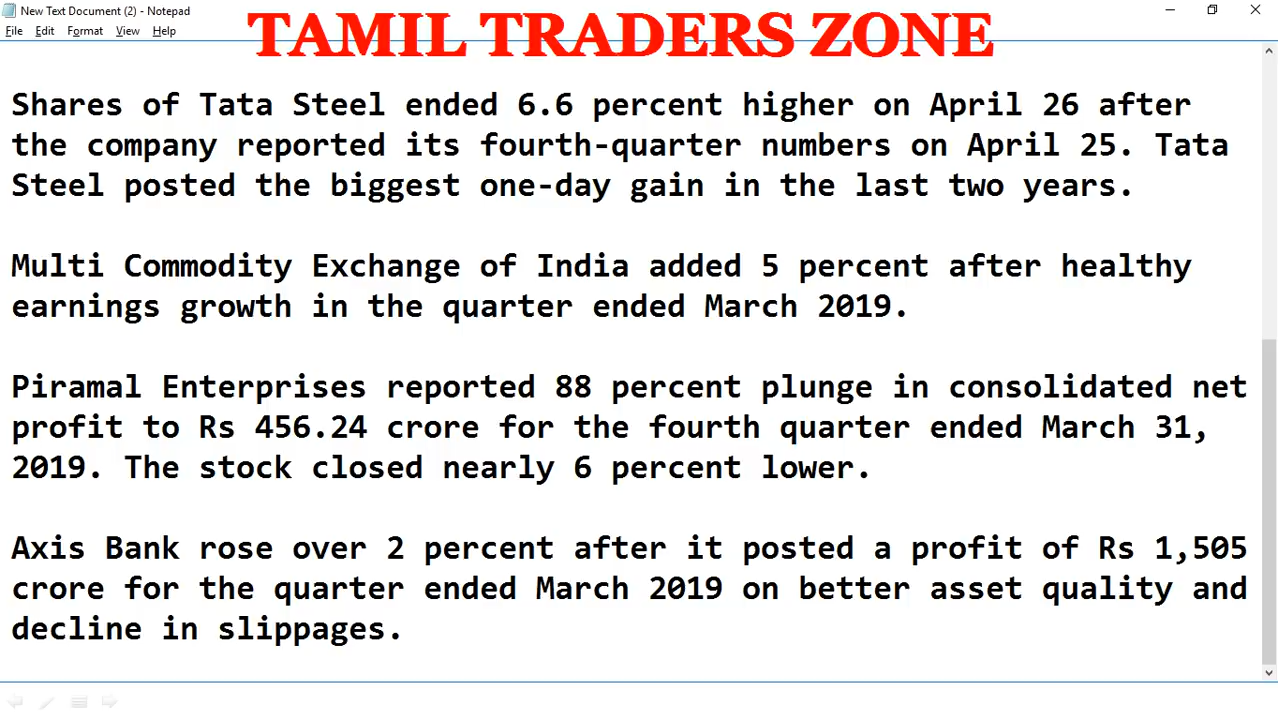 New Text Document (2) - Notepad
File Edit Format View Help
TAMIL TRADERS ZONE
Shares of Tata Steel ended 6.6 percent higher on April 26 after
the company reported its fourth-quarter numbers on April 25. Tata
Steel posted the biggest one-day gain in the last two years.
Multi Commodity Exchange of India added 5 percent after healthy
earnings growth in the quarter ended March 2019.
Piramal Enterprises reported 88 percent plunge in consolidated net
profit to Rs 456.24 crore for the fourth quarter ended March 31,
2019. The stock closed nearly 6 percent lower.
Axis Bank rose over 2 percent after it posted a profit of Rs 1,505
crore for the quarter ended March 2019 on better asset quality and
decline in slippages.